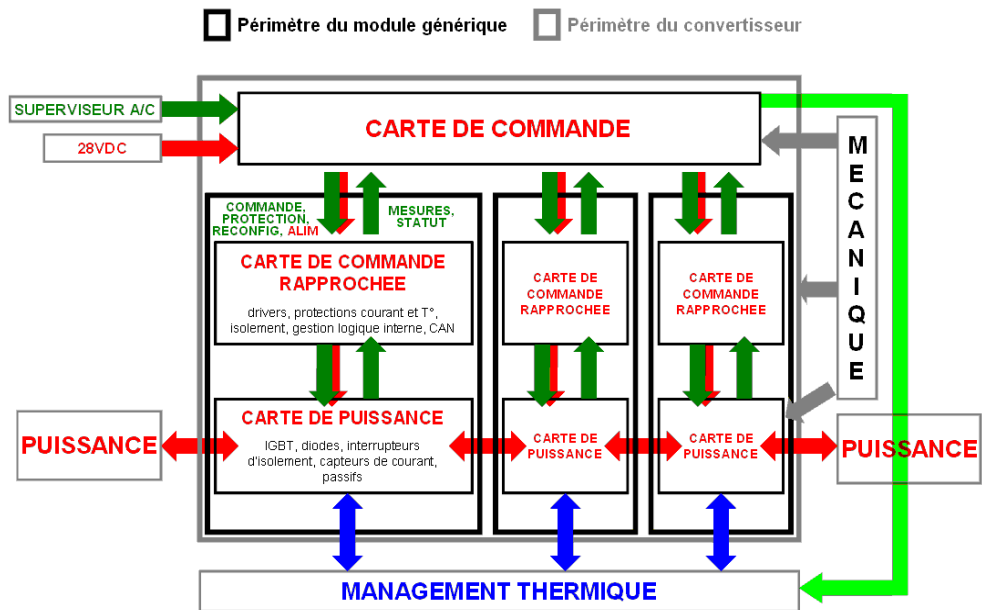 Périmètre du module générique
Périmètre du convertisseur
SUPERVISEUR A/C
28VDC
CARTE DE COMMANDE
MECANIQUE
COMMANDE,
PROTECTION,
RECONFIG, ALIM
MESURES,
STATUT
CARTE DE COMMANDE
RAPPROCHEE
drivers, protections courant et T°,
isolement, gestion logique interne, CAN
CARTE DE
COMMANDE
RAPPROCHEE
CARTE DE
COMMANDE
RAPPROCHEE
PUISSANCE
CARTE DE PUISSANCE
IGBT, diodes, interrupteurs
d'isolement, capteurs de courant,
passifs
CARTE DE
PUISSANCE
CARTE DE
PUISSANCE
PUISSANCE
MANAGEMENT THERMIQUE